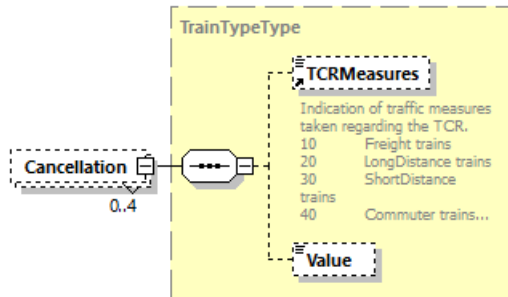 TrainTypeType
TCRMeasures
Indication of traffic measures
taken regarding the TCR.
10 Freight trains
20 LongDistance trains
30 ShortDistance
trains
40 Commuter trains...
Cancellation
0..4
Value